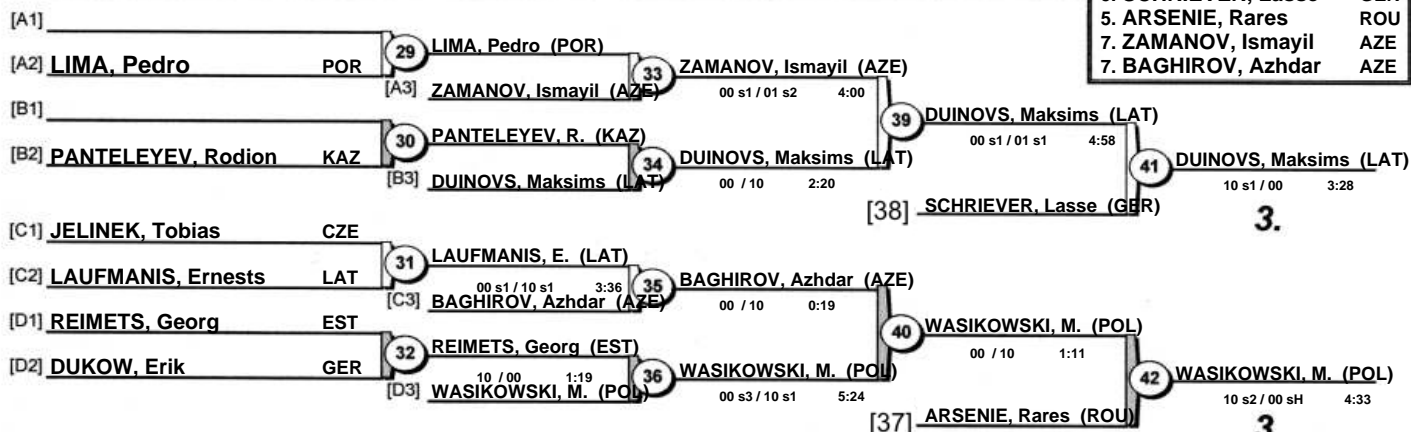 5. ARSENIE, Rares ROU
7. ZAMANOV, Ismayil AZE
7. BAGHIROV, Azhdar AZE
[A1]
[A2] LIMA, Pedro POR
29
LIMA, Pedro (POR)
[A3] ZAMANOV, Ismayil (AZE)
33
ZAMANOV, Ismayil (AZE)
00 s1 / 01 s2 4:00
[B1]
[B2] PANTELEYEV, Rodion KAZ
30
PANTELEYEV, R. (KAZ)
[B3] DUINOVS, Maksims (LAT)
34
DUINOVS, Maksims (LAT)
00 / 10 2:20
39
DUINOVS, Maksims (LAT)
00 s1 / 01 s1 4:58
[38] SCHRIEVER, Lasse (GER)
41
DUINOVS, Maksims (LAT)
10 s1 / 00 3:28
3.
[C1] JELINEK, Tobias CZE
[C2] LAUFMANIS, Ernests LAT
31
LAUFMANIS, E. (LAT)
00 s1 / 10 s1 3:36
[C3] BAGHIROV, Azhdar (AZE)
35
BAGHIROV, Azhdar (AZE)
00 / 10 0:19
[D1] REIMETS, Georg EST
[D2] DUKOW, Erik GER
32
REIMETS, Georg (EST)
10 / 00 1:19
[D3] WASIKOWSKI, M. (POL)
36
WASIKOWSKI, M. (POL)
00 s3 / 10 s1 5:24
40
WASIKOWSKI, M. (POL)
00 / 10 1:11
[37] ARSENIE, Rares (ROU)
42
WASIKOWSKI, M. (POL)
10 s2 / 00 sH 4:33
3